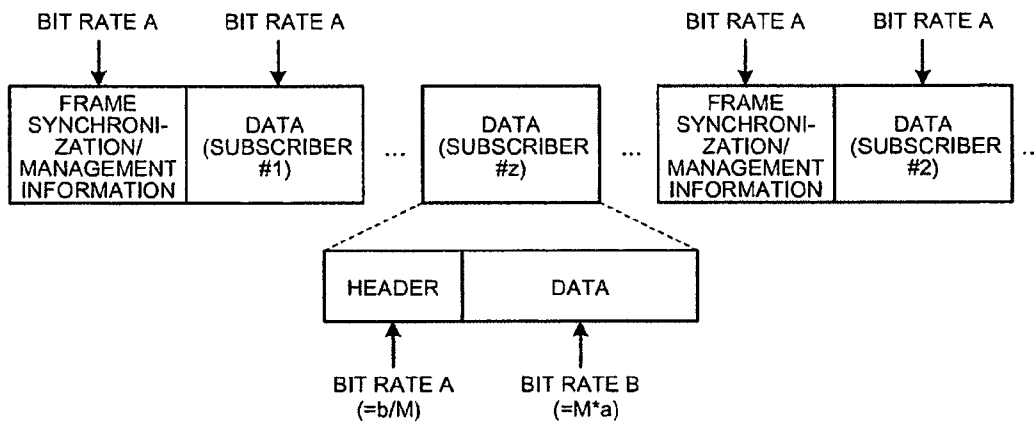 BIT RATE A
BIT RATE A
BIT RATE A
BIT RATE A
FRAME
SYNCHRONI-
ZATION/
MANAGEMENT
INFORMATION
DATA
(SUBSCRIBER
#1)
...
DATA
(SUBSCRIBER
#z)
...
FRAME
SYNCHRONI-
ZATION/
MANAGEMENT
INFORMATION
DATA
(SUBSCRIBER
#2)
...
HEADER
DATA
BIT RATE A
(=b/M)
BIT RATE B
(=M*a)